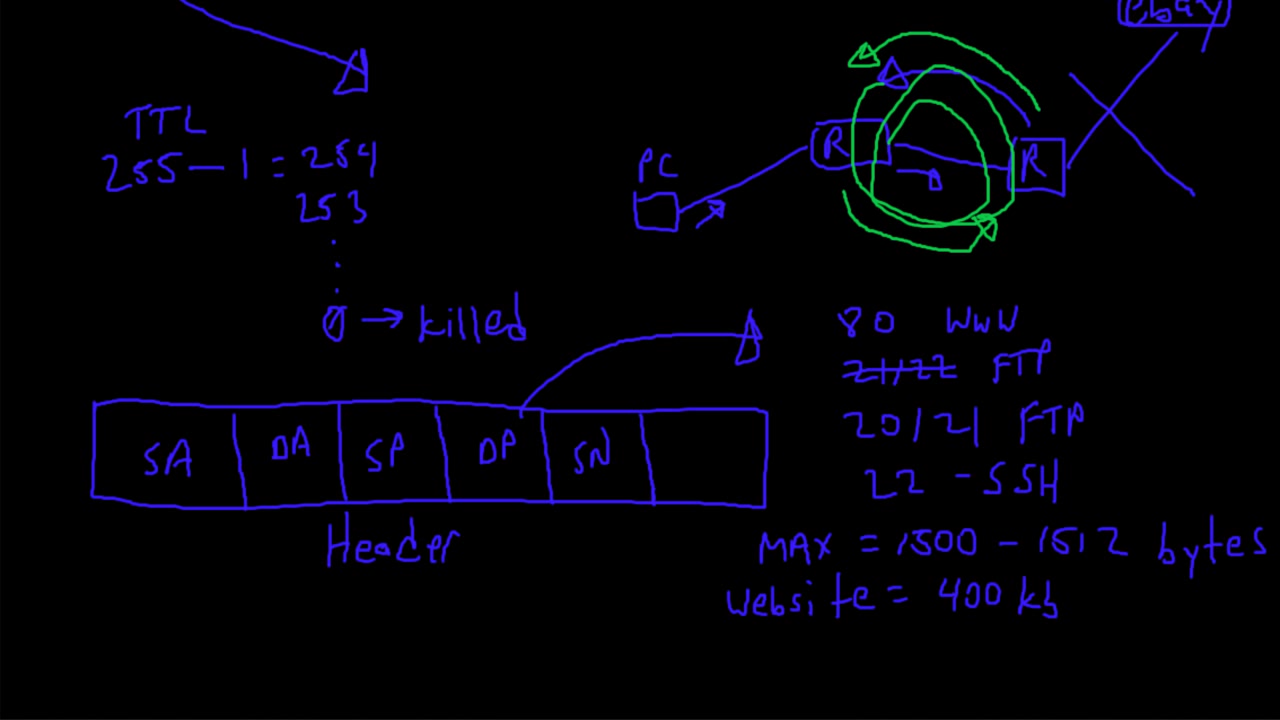 ebay
TTL
255 - 1 = 254
253
0 → killed
PC
R
R
80 WWW
21/22 FTP
20/21 FTP
22 - SSH
SA DA SP DP SN
Header
MAX = 1500 - 1512 bytes
website = 400 kb